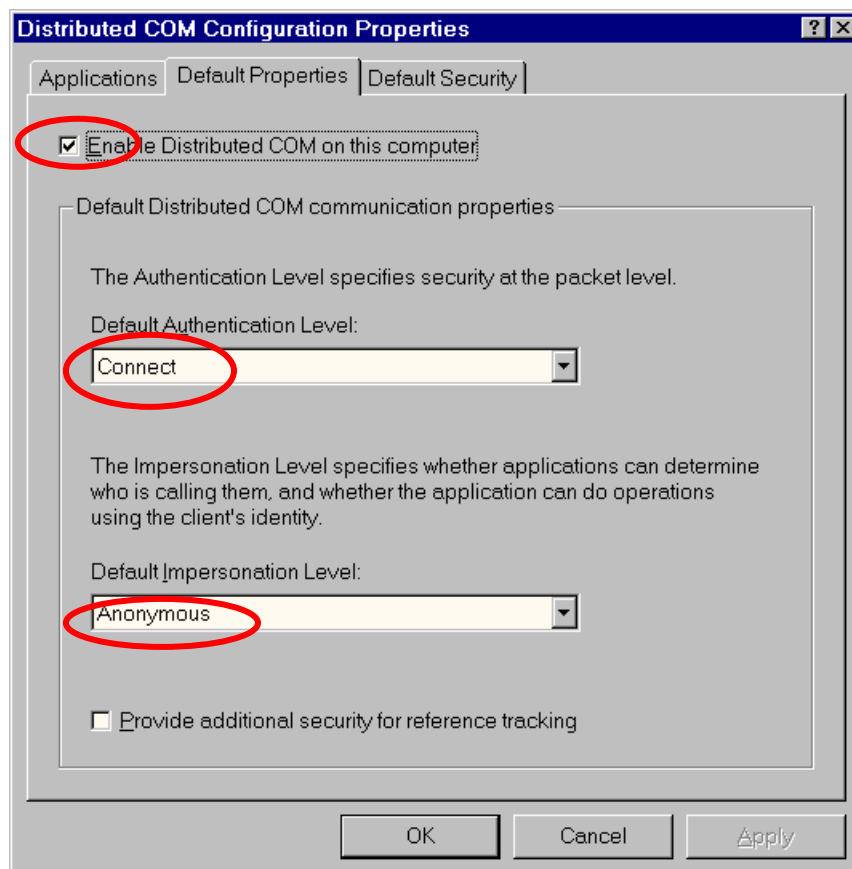 Distributed COM Configuration Properties
Applications Default Properties Default Security
Enable Distributed COM on this computer
Default Distributed COM communication properties
The Authentication Level specifies security at the packet level.
Default Authentication Level:
Connect
The Impersonation Level specifies whether applications can determine
who is calling them, and whether the application can do operations
using the client's identity.
Default Impersonation Level:
Anonymous
Provide additional security for reference tracking
OK Cancel Apply